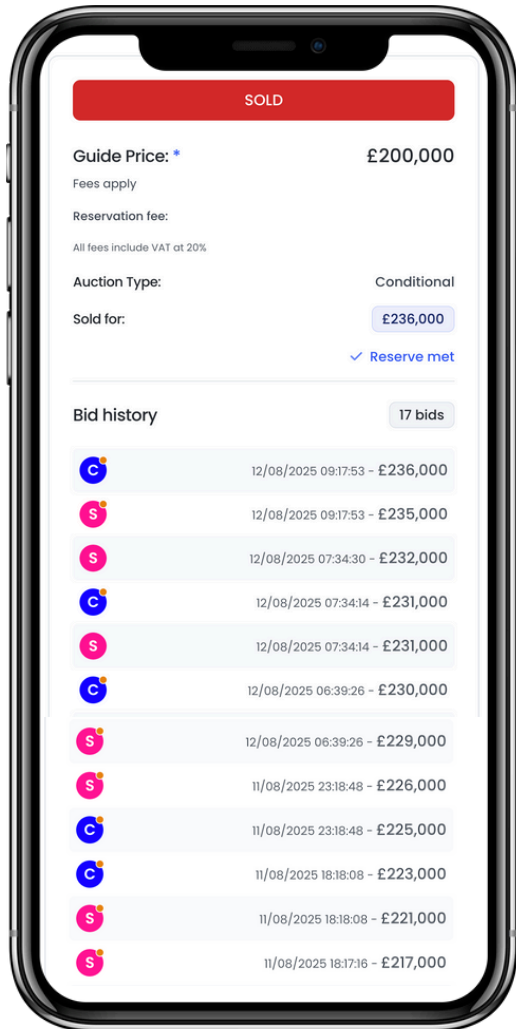 SOLD
Guide Price: * £200,000
Fees apply
Reservation fee:
All fees include VAT at 20%
Auction Type: Conditional
Sold for: £236,000
✓ Reserve met
Bid history 17 bids
C 12/08/2025 09:17:53 - £236,000
S 12/08/2025 09:17:53 - £235,000
S 12/08/2025 07:34:30 - £232,000
C 12/08/2025 07:34:14 - £231,000
S 12/08/2025 07:34:14 - £231,000
C 12/08/2025 06:39:26 - £230,000
S 12/08/2025 06:39:26 - £229,000
S 11/08/2025 23:18:48 - £226,000
C 11/08/2025 23:18:48 - £225,000
C 11/08/2025 18:18:08 - £223,000
S 11/08/2025 18:18:08 - £221,000
S 11/08/2025 18:17:16 - £217,000